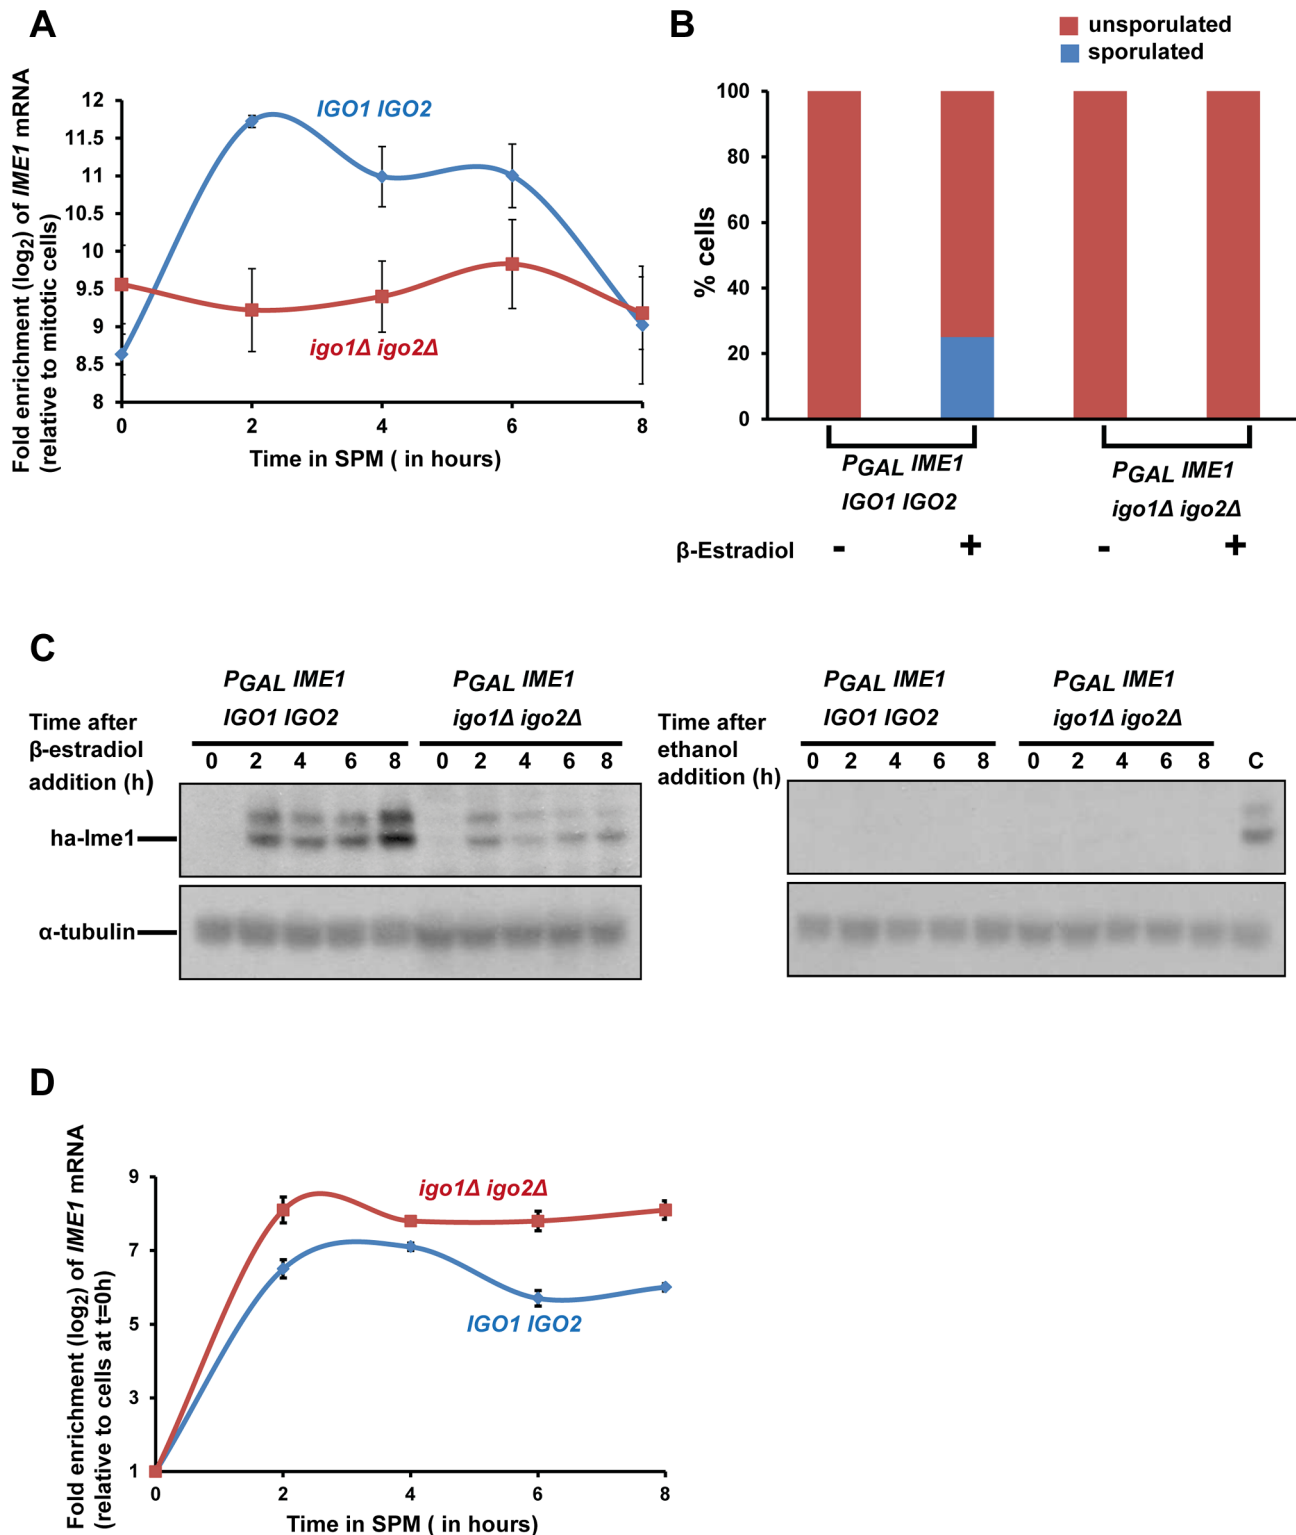 A
Fold enrichment (log2) of IME1 mRNA
(relative to mitotic cells)
12
11.5
11
10.5
10
9.5
9
8.5
8
IGO1 IGO2
igo1Δ igo2Δ
0 2 4 6 8
Time in SPM ( in hours)
B
unsporulated
sporulated
% cells
100
80
60
40
20
0
PGAL IME1 PGAL IME1
IGO1 IGO2 igo1Δ igo2Δ
β-Estradiol - + - +
C
PGAL IME1 PGAL IME1
IGO1 IGO2 igo1Δ igo2Δ
Time after
β-estradiol
addition (h)
0 2 4 6 8 0 2 4 6 8
ha-Ime1
α-tubulin
PGAL IME1 PGAL IME1
IGO1 IGO2 igo1Δ igo2Δ
Time after
ethanol
addition (h)
0 2 4 6 8 0 2 4 6 8 C
D
Fold enrichment (log2) of IME1 mRNA
(relative to cells at t=0h)
9
7
5
3
1
igo1Δ igo2Δ
IGO1 IGO2
0 2 4 6 8
Time in SPM ( in hours)